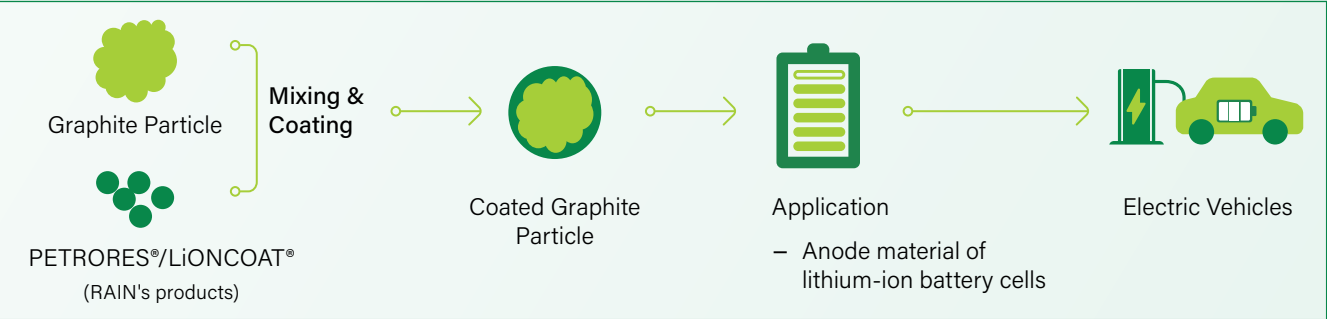 Graphite Particle
PETRORES®/LiONCOAT®
(RAIN's products)
Mixing &
Coating
Coated Graphite
Particle
Application
– Anode material of
lithium-ion battery cells
Electric Vehicles